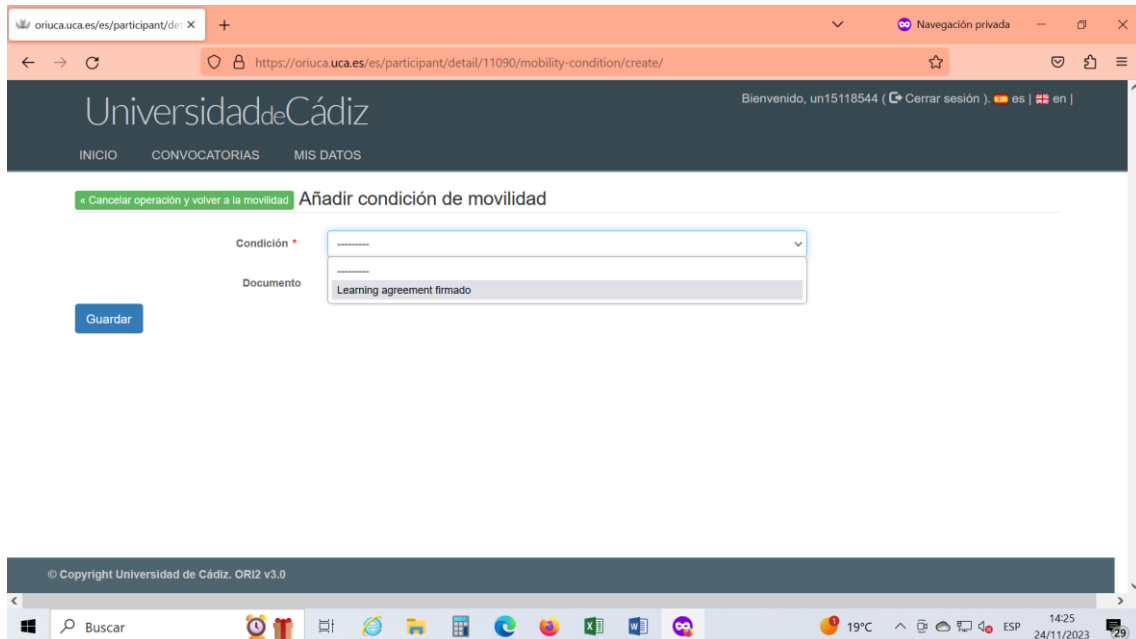 oriuca.uca.es/es/participant/det
Navegación privada
https://oriuca.uca.es/es/participant/detail/11090/mobility-condition/create/
UniversidaddeCádiz
Bienvenido, un15118544 ( Cerrar sesión ). es | en |
INICIO CONVOCATORIAS MIS DATOS
« Cancelar operación y volver a la movilidad Añadir condición de movilidad
Condición * ---------
---------
Documento
Learning agreement firmado
Guardar
© Copyright Universidad de Cádiz. ORI2 v3.0
Buscar
19°C ESP 14:25
24/11/2023 29